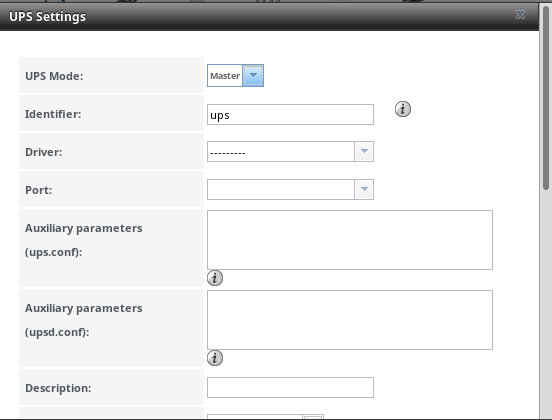 UPS Settings
UPS Mode:
Master
Identifier:
ups
Driver:
---------
Port:
Auxiliary parameters
(ups.conf):
Auxiliary parameters
(upsd.conf):
Description: